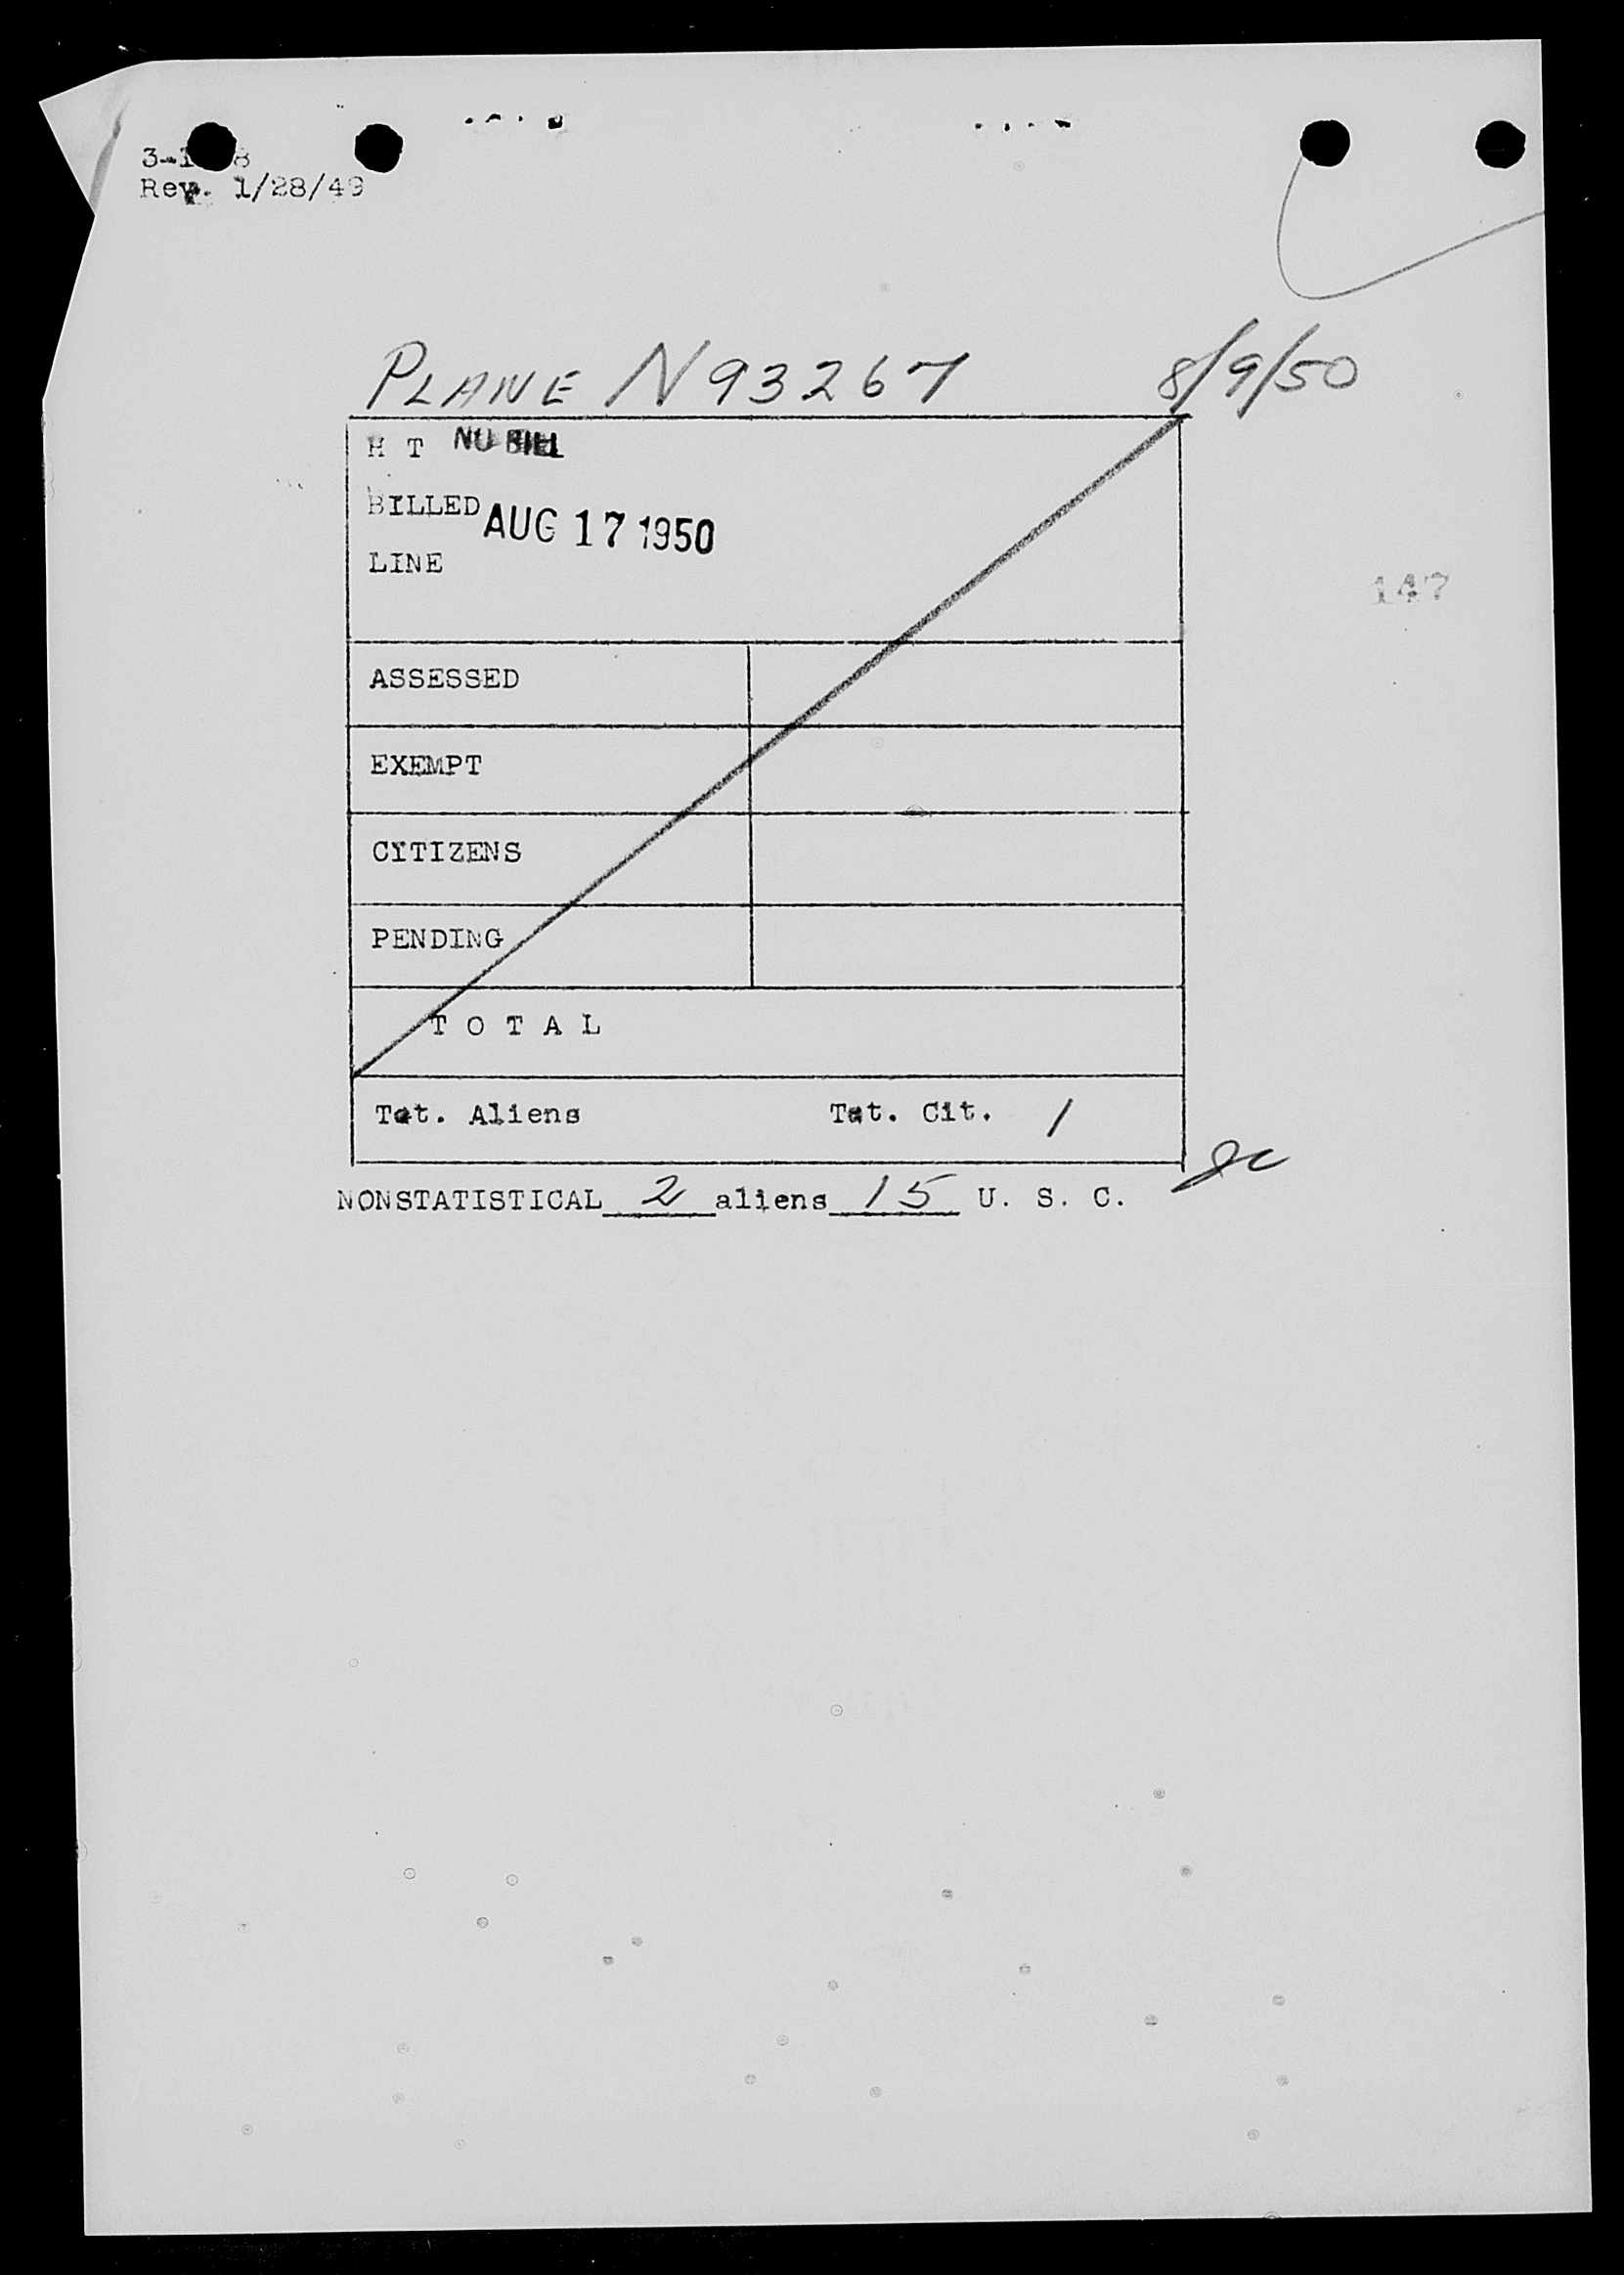 Rev. 1/28/49
PLANE N93267 8/9/50
H T NO BILL
BILLED AUG 17 1950
LINE
147
ASSESSED
EXEMPT
CITIZENS
PENDING
T O T A L
Tot. Aliens Tot. Cit. 1
NONSTATISTICAL 2 aliens 15 U. S. C.